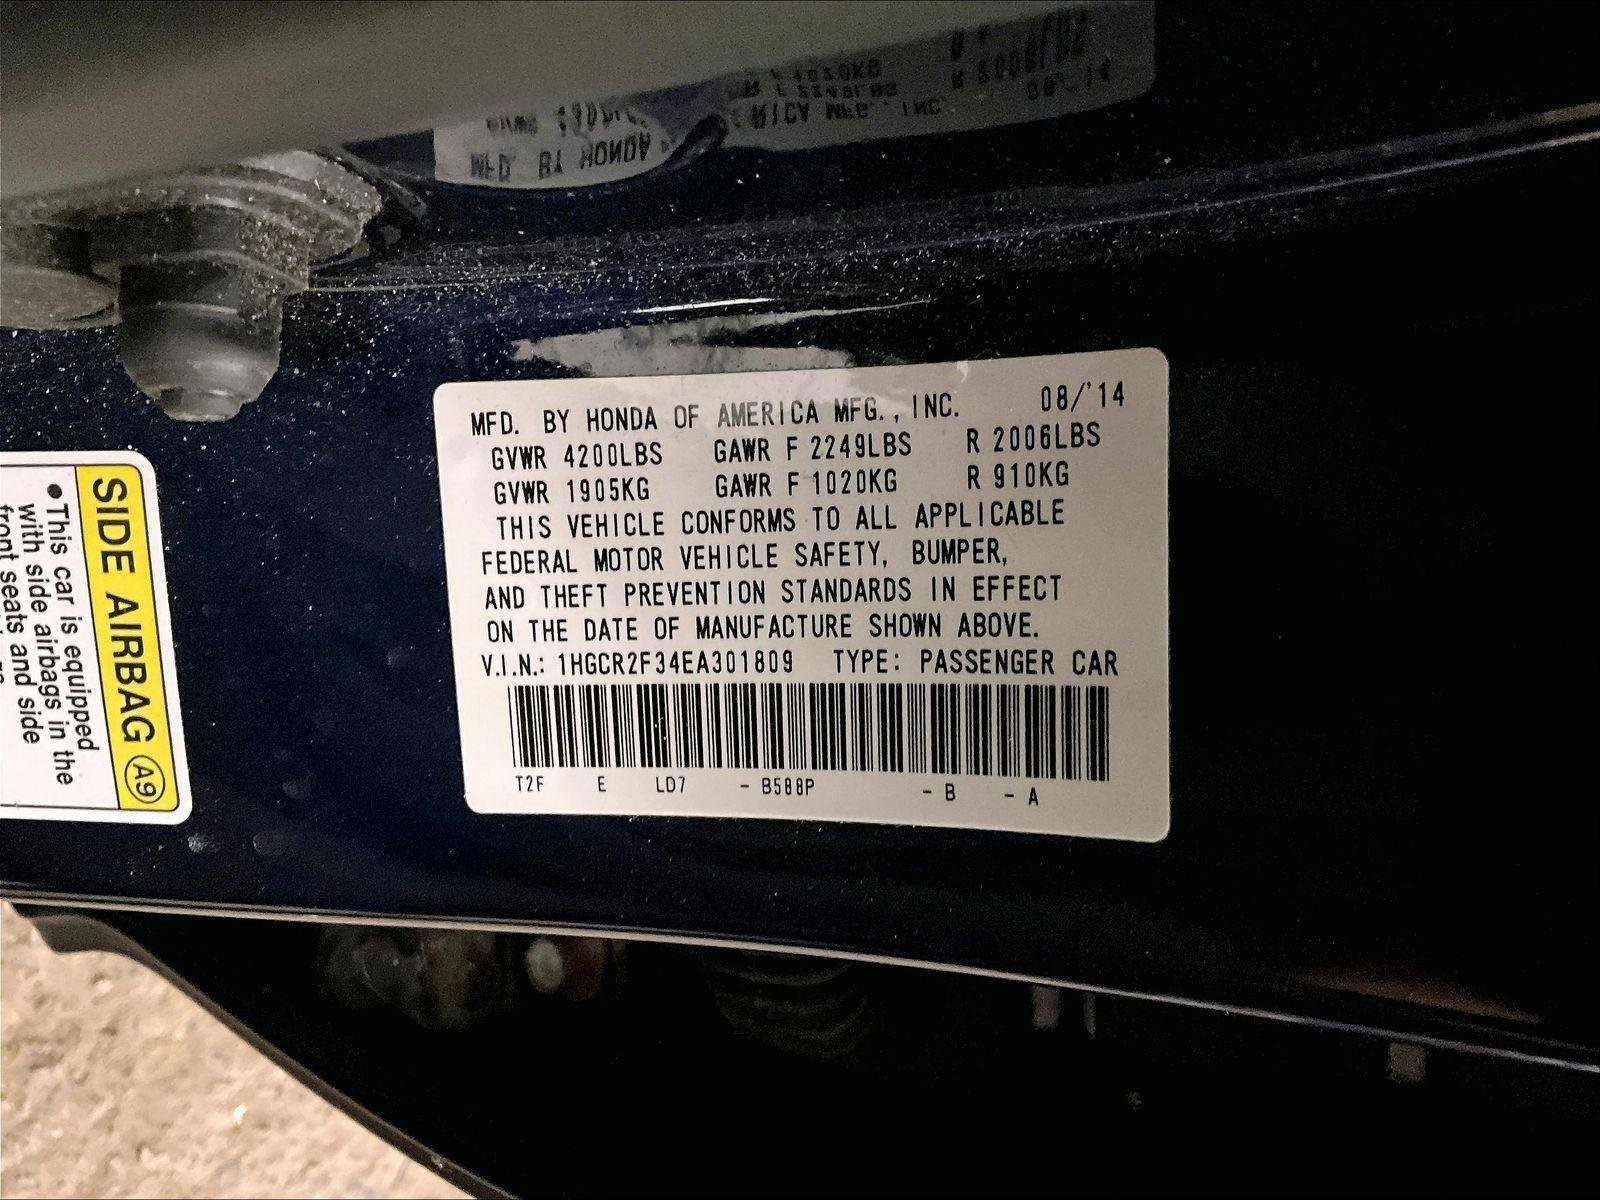 MFD. BY HONDA OF AMERICA MFG., INC. 08/'14
GVWR 4200LBS GAWR F 2249LBS R 2006LBS
GVWR 1905KG GAWR F 1020KG R 910KG
THIS VEHICLE CONFORMS TO ALL APPLICABLE
FEDERAL MOTOR VEHICLE SAFETY, BUMPER,
AND THEFT PREVENTION STANDARDS IN EFFECT
ON THE DATE OF MANUFACTURE SHOWN ABOVE.
V.I.N.: 1HGCR2F34EA301809 TYPE: PASSENGER CAR
T2F E LD7 - B588P - B - A
SIDE AIRBAG A9
•This car is equipped
with side airbags in the
front seats and side